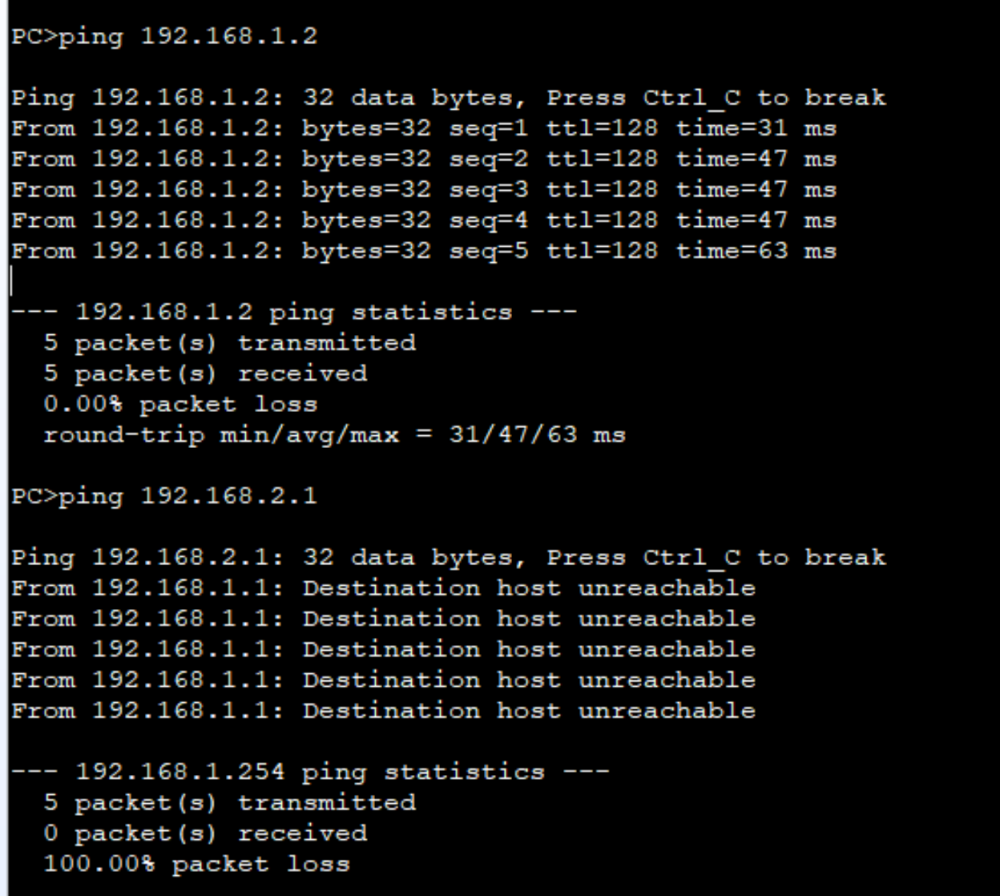 PC>ping 192.168.1.2
Ping 192.168.1.2: 32 data bytes, Press Ctrl_C to break
From 192.168.1.2: bytes=32 seq=1 ttl=128 time=31 ms
From 192.168.1.2: bytes=32 seq=2 ttl=128 time=47 ms
From 192.168.1.2: bytes=32 seq=3 ttl=128 time=47 ms
From 192.168.1.2: bytes=32 seq=4 ttl=128 time=47 ms
From 192.168.1.2: bytes=32 seq=5 ttl=128 time=63 ms
--- 192.168.1.2 ping statistics ---
5 packet(s) transmitted
5 packet(s) received
0.00% packet loss
round-trip min/avg/max = 31/47/63 ms
PC>ping 192.168.2.1
Ping 192.168.2.1: 32 data bytes, Press Ctrl_C to break
From 192.168.1.1: Destination host unreachable
From 192.168.1.1: Destination host unreachable
From 192.168.1.1: Destination host unreachable
From 192.168.1.1: Destination host unreachable
From 192.168.1.1: Destination host unreachable
--- 192.168.1.254 ping statistics ---
5 packet(s) transmitted
0 packet(s) received
100.00% packet loss